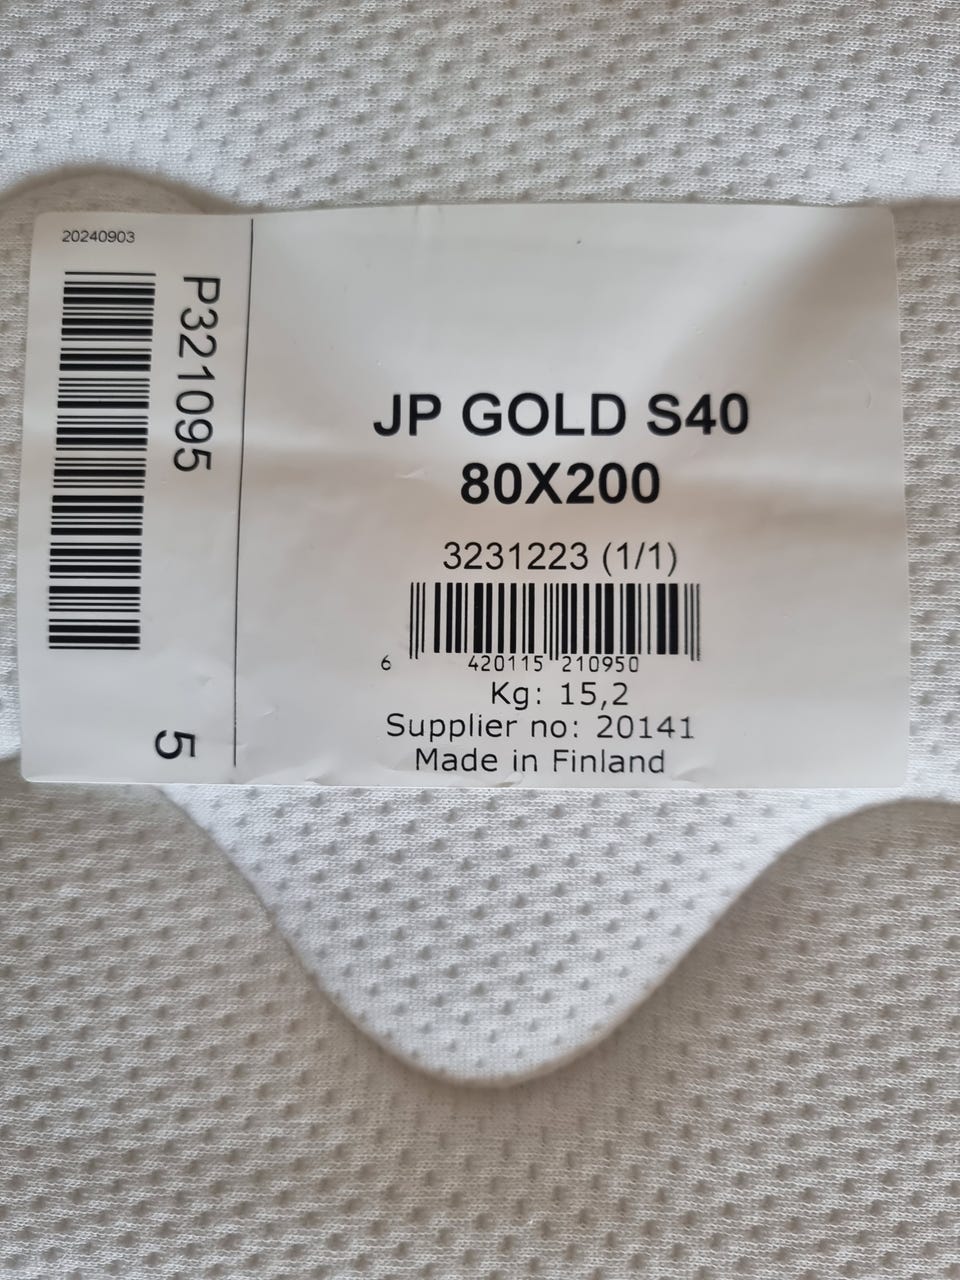 20240903
P321095
5
JP GOLD S40
80X200
3231223 (1/1)
6 420115 210950
Kg: 15,2
Supplier no: 20141
Made in Finland